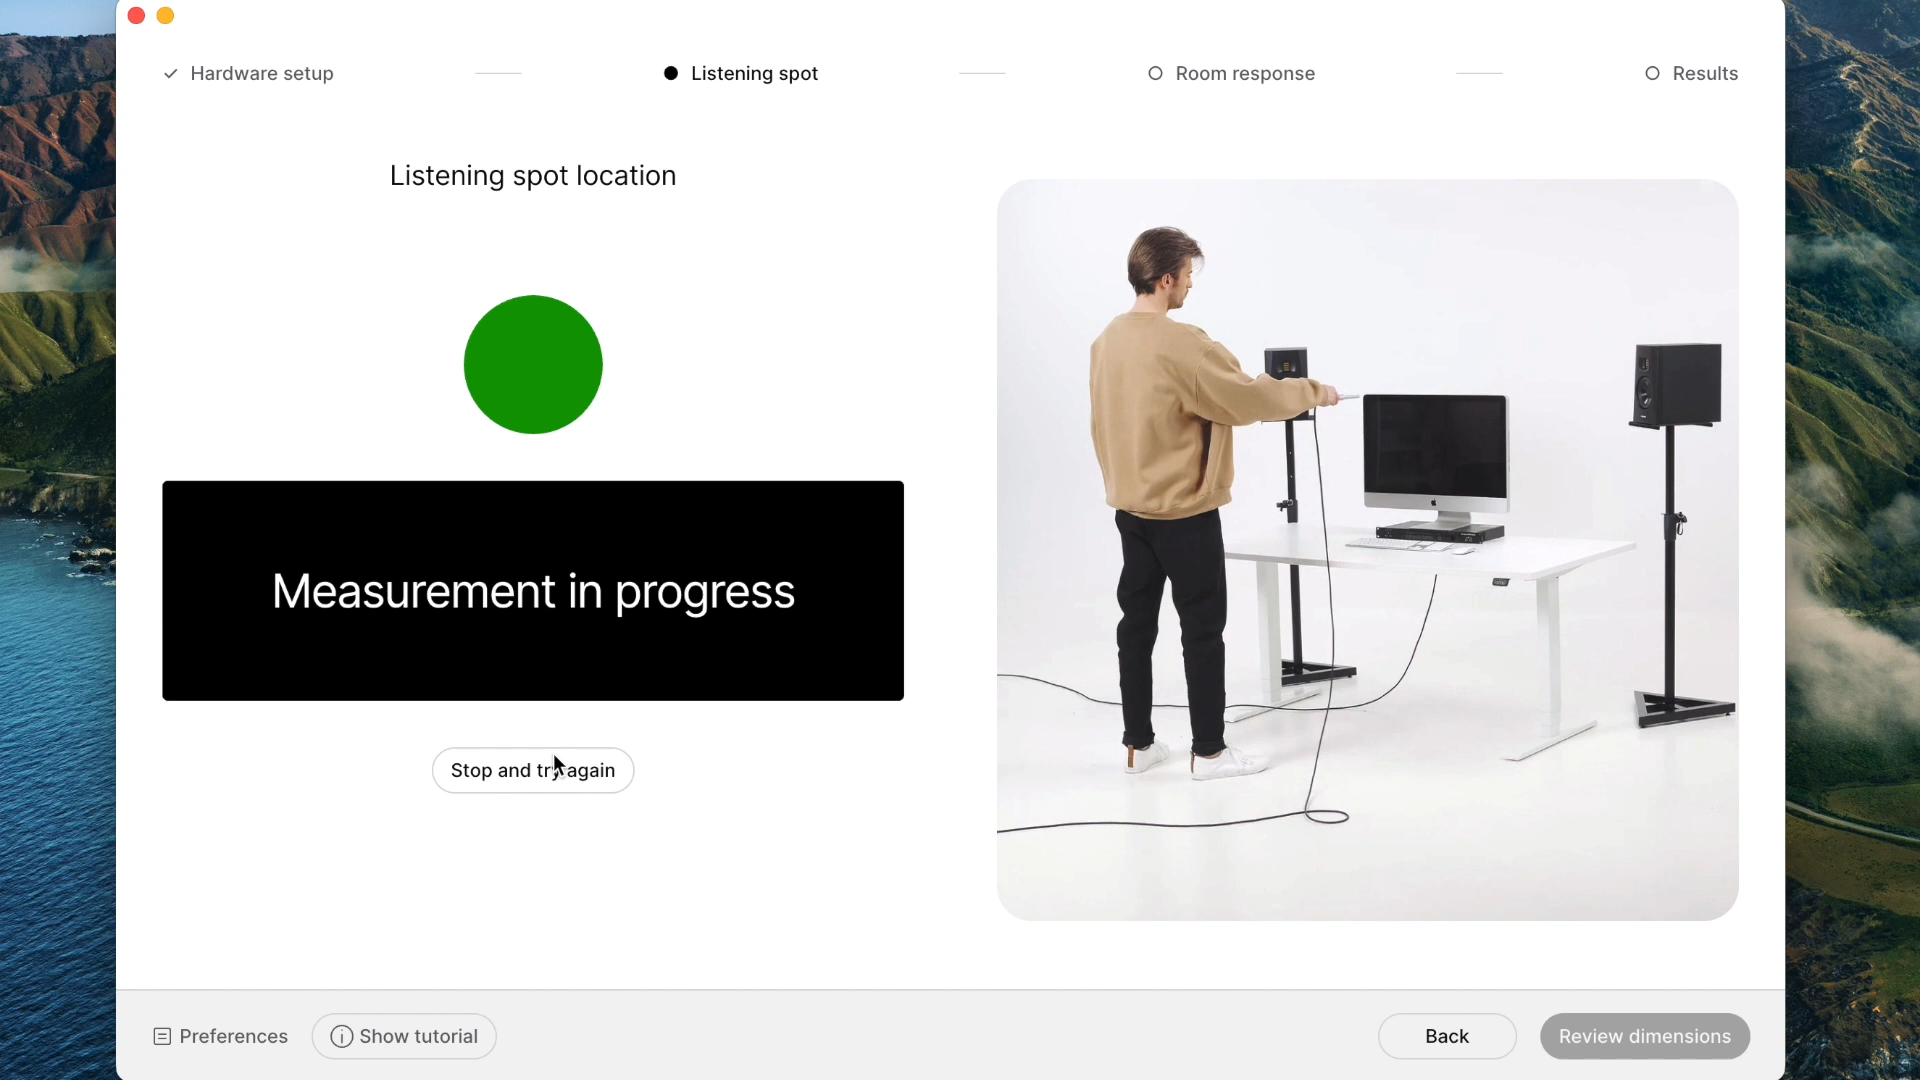 Hardware setup
Listening spot
Room response
Results
Listening spot location
Measurement in progress
Stop and try again
Preferences
Show tutorial
Back
Review dimensions